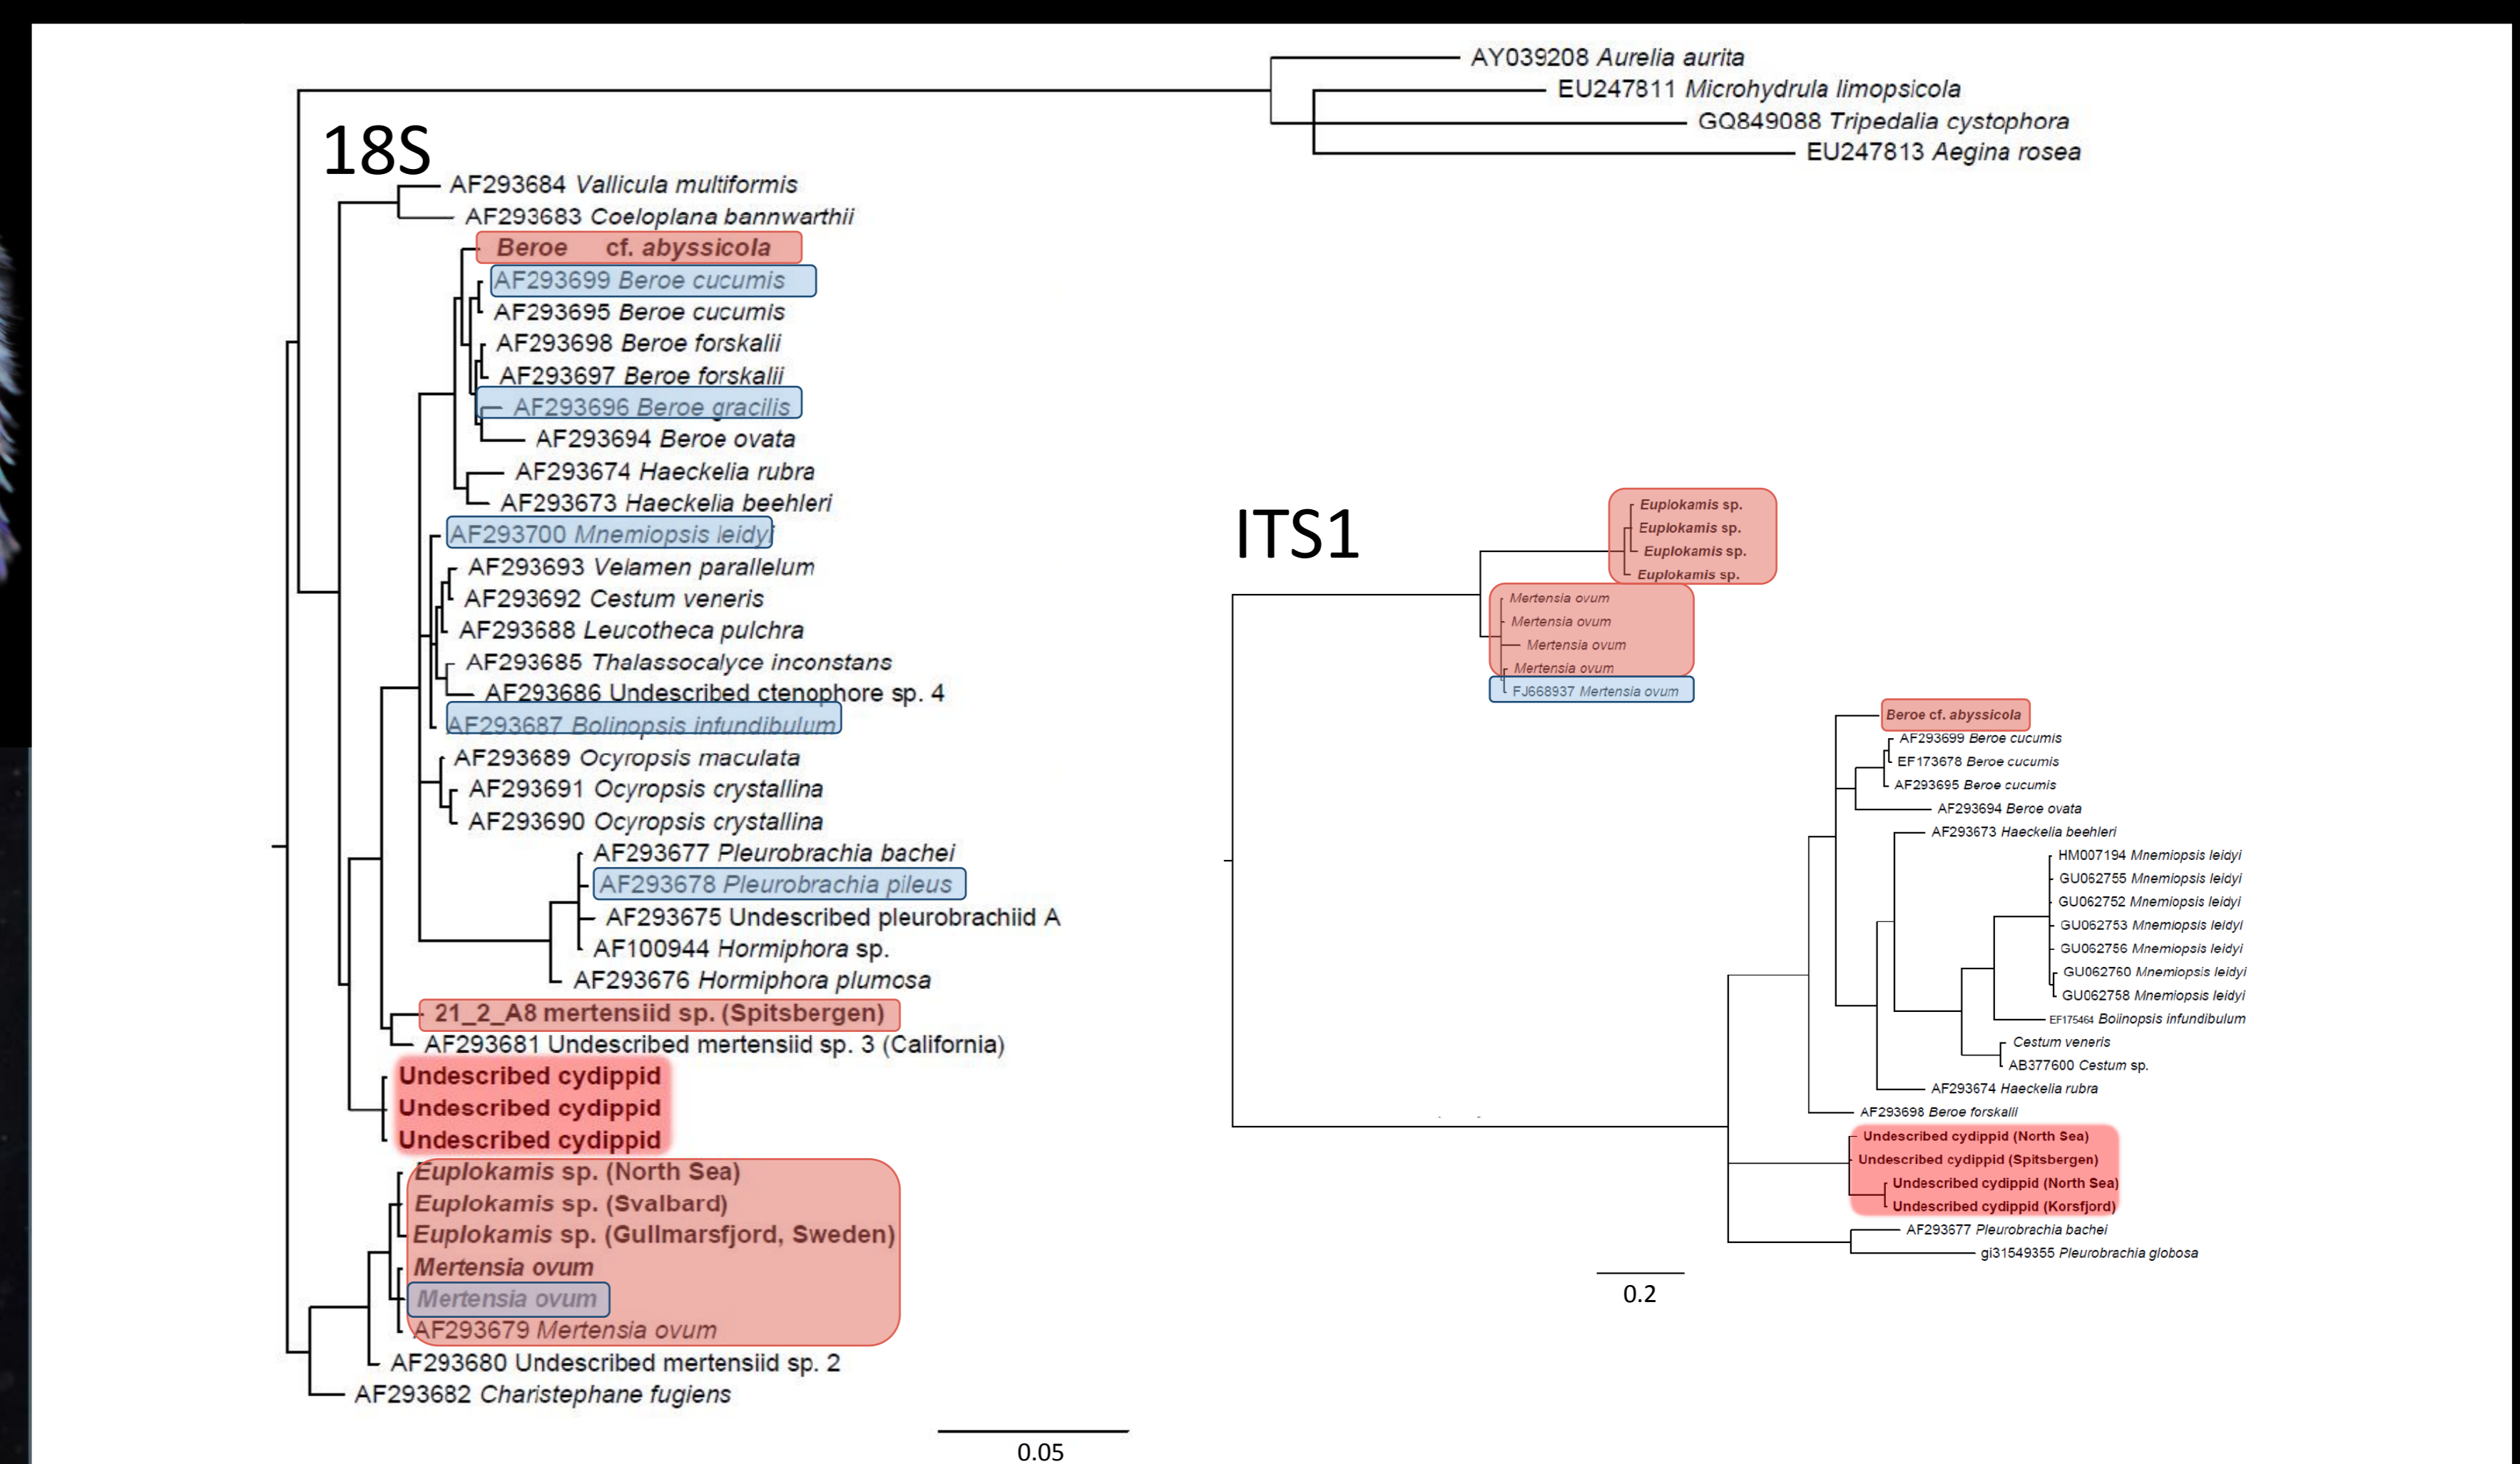 AY039208 Aurelia aurita
EU247811 Microhydrula limopsicola
GQ849088 Tripedalia cystophora
EU247813 Aegina rosea
18S
AF293684 Vallicula multiformis
AF293683 Coeloplana bannwarthii
Beroe cf. abyssicola
AF293699 Beroe cucumis
AF293695 Beroe cucumis
AF293698 Beroe forskalii
AF293697 Beroe forskalii
AF293696 Beroe gracilis
AF293694 Beroe ovata
AF293674 Haeckelia rubra
AF293673 Haeckelia beehleri
AF293700 Mnemiopsis leidyi
AF293693 Velamen parallelum
AF293692 Cestum veneris
AF293688 Leucotheca pulchra
AF293685 Thalassocalyce inconstans
AF293686 Undescribed ctenophore sp. 4
AF293687 Bolinopsis infundibulum
AF293689 Ocyropsis maculata
AF293691 Ocyropsis crystallina
AF293690 Ocyropsis crystallina
AF293677 Pleurobrachia bachei
AF293678 Pleurobrachia pileus
AF293675 Undescribed pleurobrachiid A
AF100944 Hormiphora sp.
AF293676 Hormiphora plumosa
21_2_A8 mertensiid sp. (Spitsbergen)
AF293681 Undescribed mertensiid sp. 3 (California)
Undescribed cydippid
Undescribed cydippid
Undescribed cydippid
Euplokamis sp. (North Sea)
Euplokamis sp. (Svalbard)
Euplokamis sp. (Gullmarsfjord, Sweden)
Mertensia ovum
Mertensia ovum
AF293679 Mertensia ovum
AF293680 Undescribed mertensiid sp. 2
AF293682 Charistephane fugiens
0.05
ITS1
Euplokamis sp.
Euplokamis sp.
Euplokamis sp.
Euplokamis sp.
Mertensia ovum
Mertensia ovum
Mertensia ovum
Mertensia ovum
FJ668937 Mertensia ovum
Beroe cf. abyssicola
AF293699 Beroe cucumis
EF173678 Beroe cucumis
AF293695 Beroe cucumis
AF293694 Beroe ovata
AF293673 Haeckelia beehleri
HM007194 Mnemiopsis leidyi
GU062755 Mnemiopsis leidyi
GU062752 Mnemiopsis leidyi
GU062753 Mnemiopsis leidyi
GU062756 Mnemiopsis leidyi
GU062760 Mnemiopsis leidyi
GU062758 Mnemiopsis leidyi
EF175464 Bolinopsis infundibulum
Cestum veneris
AB377600 Cestum sp.
AF293674 Haeckelia rubra
AF293698 Beroe forskalii
Undescribed cydippid (North Sea)
Undescribed cydippid (Spitsbergen)
Undescribed cydippid (North Sea)
Undescribed cydippid (Korsfjord)
AF293677 Pleurobrachia bachei
gi31549355 Pleurobrachia globosa
0.2